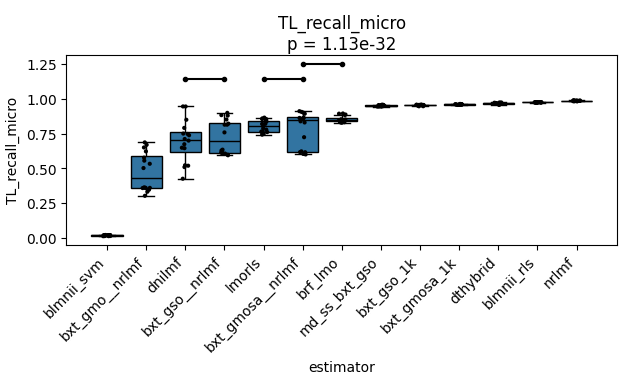 TL_recall_micro
p = 1.13e-32
TL_recall_micro
1.25
1.00
0.75
0.50
0.25
0.00
blmnii_svm
bxt_gmo__nrlmf
dnilmf
bxt_gso__nrlmf
lmorls
bxt_gmosa__nrlmf
brf_lmo
md_ss_bxt_gso
bxt_gso_1k
bxt_gmosa_1k
dthybrid
blmnii_rls
nrlmf
estimator